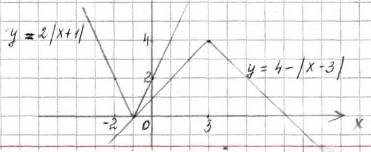 y = 2|x+1|
4
y = 4-|x-3|
2
-2
0
3
x